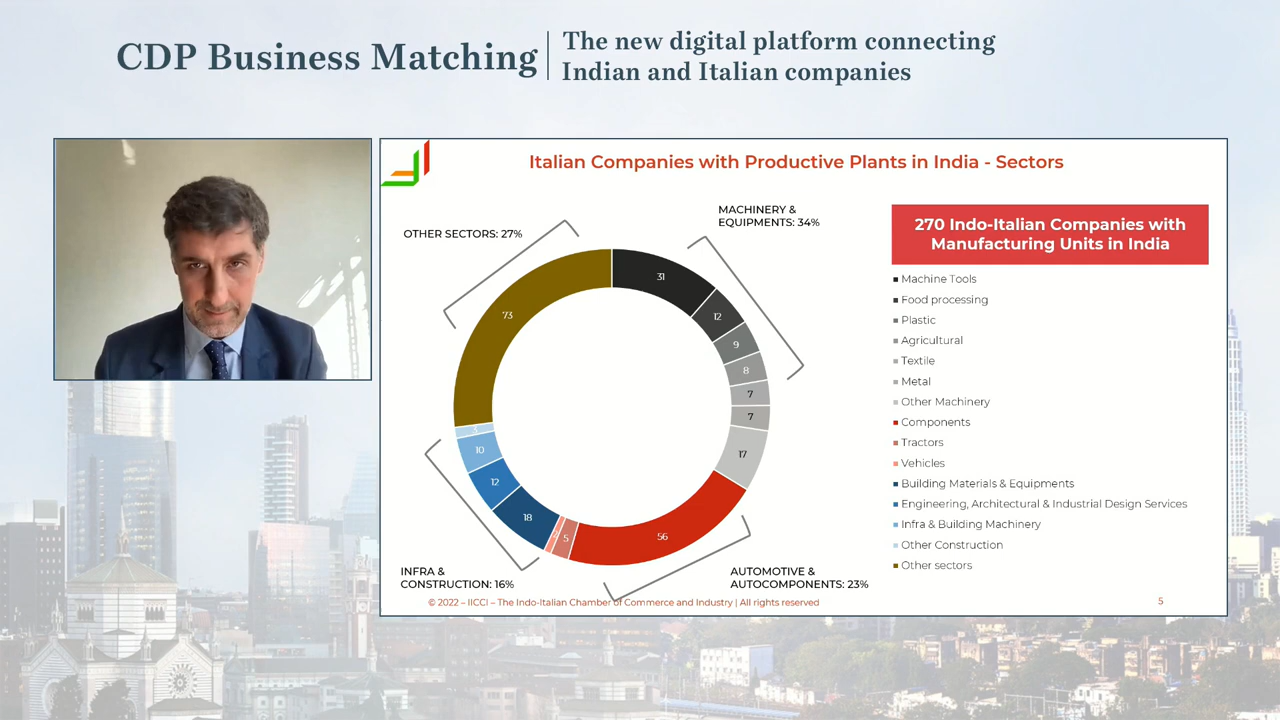 CDP Business Matching
The new digital platform connecting
Indian and Italian companies
Italian Companies with Productive Plants in India - Sectors
OTHER SECTORS: 27%
MACHINERY &
EQUIPMENTS: 34%
31
12
9
8
7
7
17
56
5
18
12
10
73
INFRA &
CONSTRUCTION: 16%
AUTOMOTIVE &
AUTOCOMPONENTS: 23%
270 Indo-Italian Companies with
Manufacturing Units in India
Machine Tools
Food processing
Plastic
Agricultural
Textile
Metal
Other Machinery
Components
Tractors
Vehicles
Building Materials & Equipments
Engineering, Architectural & Industrial Design Services
Infra & Building Machinery
Other Construction
Other sectors
© 2022 – IICCI – The Indo-Italian Chamber of Commerce and Industry | All rights reserved
5